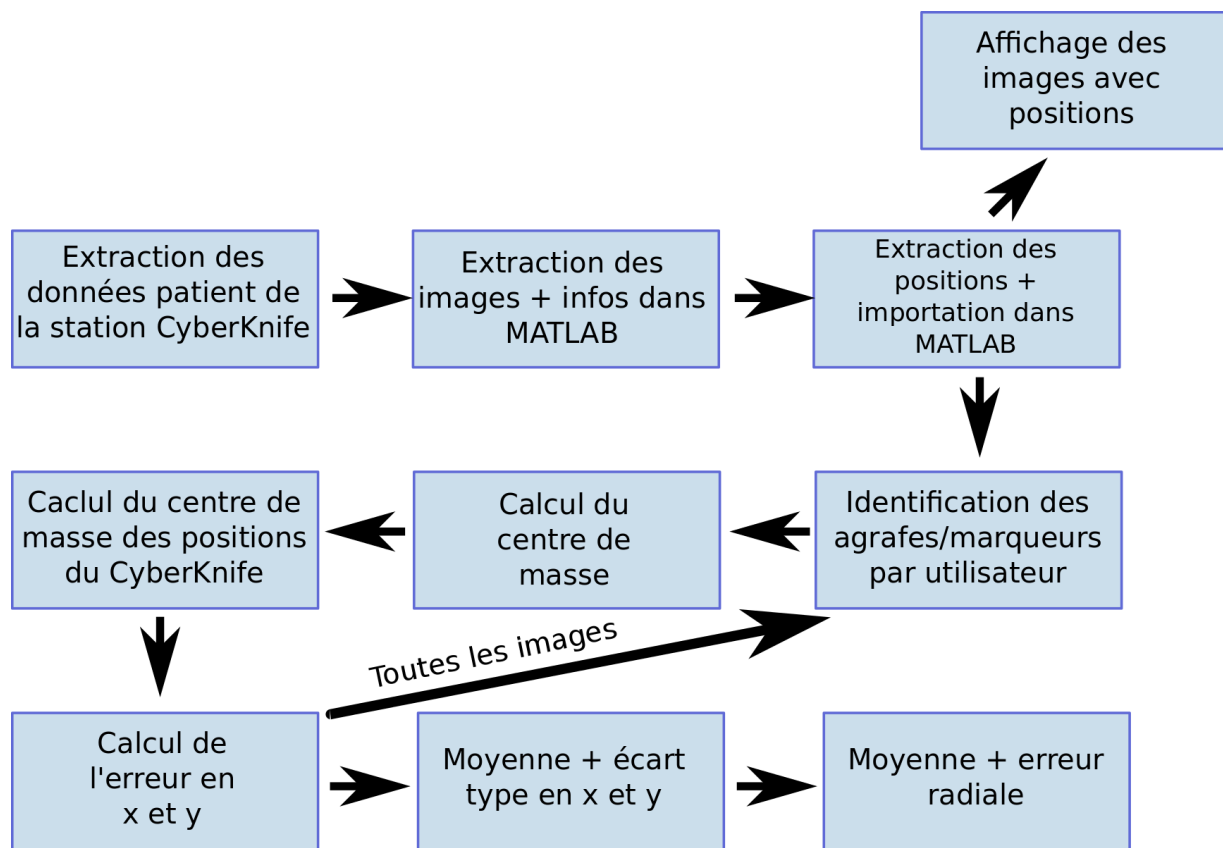 Affichage des
images avec
positions
Extraction des
données patient de
la station CyberKnife
Extraction des
images + infos dans
MATLAB
Extraction des
positions +
importation dans
MATLAB
Caclul du centre de
masse des positions
du CyberKnife
Calcul du
centre de
masse
Identification des
agrafes/marqueurs
par utilisateur
Toutes les images
Calcul de
l'erreur en
x et y
Moyenne + écart
type en x et y
Moyenne + erreur
radiale